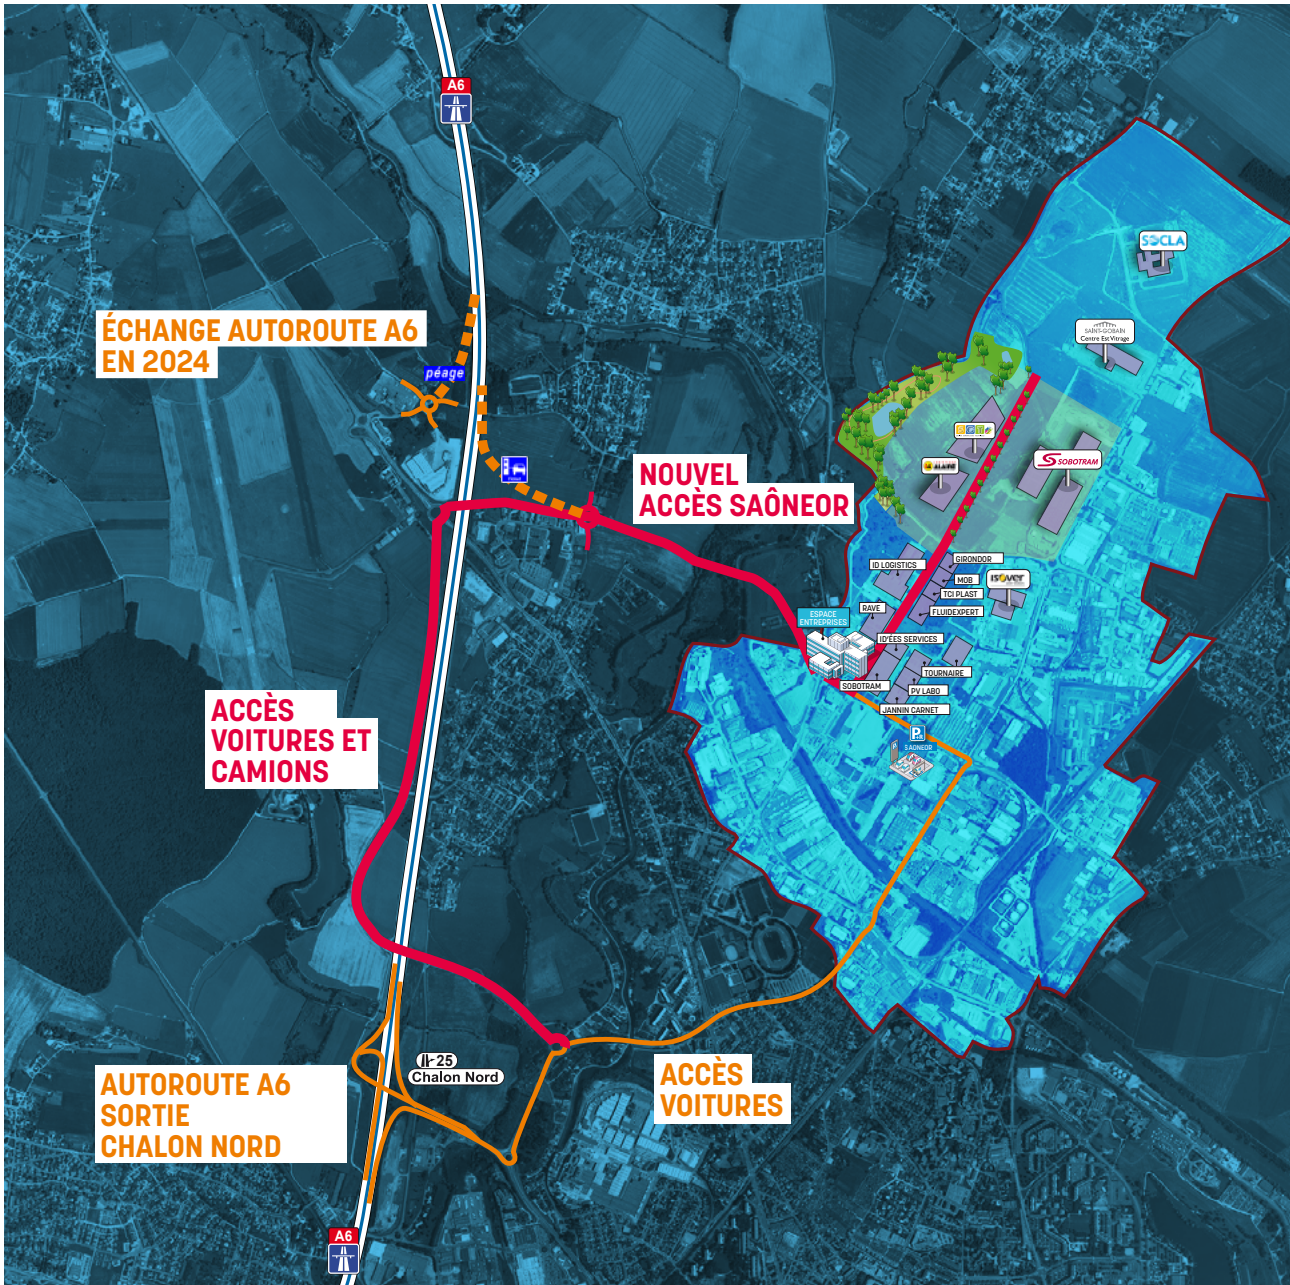 A6
SOCLA
SAINT-GOBAIN
Centre Est Vitrage
ÉCHANGE AUTOROUTE A6
EN 2024
péage
SOBOTRAM
NOUVEL
ACCÈS SAÔNEOR
ID LOGISTICS
GIRONDOR
MOB
TCI PLAST
FLUIDEXPERT
isover
RAVE
ESPACE
ENTREPRISES
ID'ÉES SERVICES
TOURNAIRE
SOBOTRAM
PV LABO
JANNIN CARNET
P+R
SAONEOR
ACCÈS
VOITURES ET
CAMIONS
25
Chalon Nord
AUTOROUTE A6
SORTIE
CHALON NORD
ACCÈS
VOITURES
A6